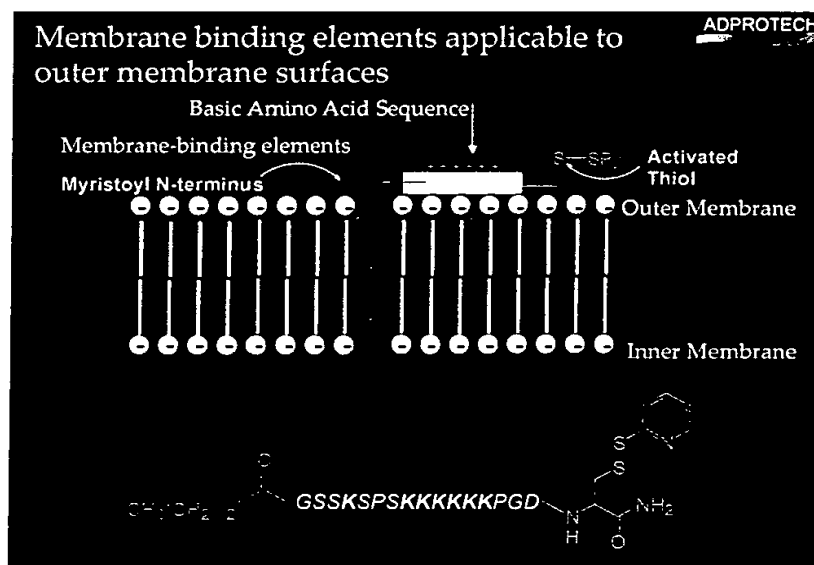 ADPROTECH
Membrane binding elements applicable to
outer membrane surfaces
Basic Amino Acid Sequence
Membrane-binding elements
Myristoyl N-terminus
Activated
Thiol
Outer Membrane
Inner Membrane
O
S
S
GSSKSPSKKKKKKPGD
N
H
NH2
O